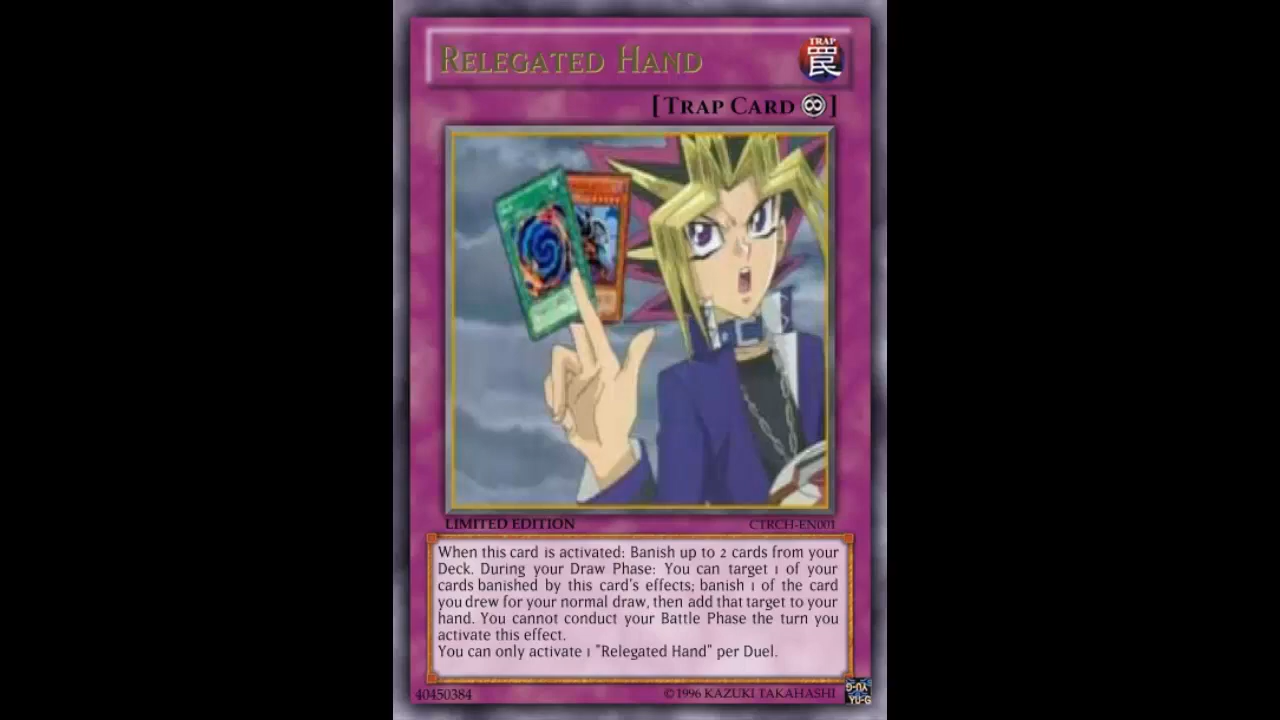 Relegated Hand
TRAP
罠
[Trap Card ]
LIMITED EDITION
CTRCH-EN001
When this card is activated: Banish up to 2 cards from your
Deck. During your Draw Phase: You can target 1 of your
cards banished by this card's effects; banish 1 of the card
you drew for your normal draw, then add that target to your
hand. You cannot conduct your Battle Phase the turn you
activate this effect.
You can only activate 1 "Relegated Hand" per Duel.
40450384
© 1996 KAZUKI TAKAHASHI
YU-G